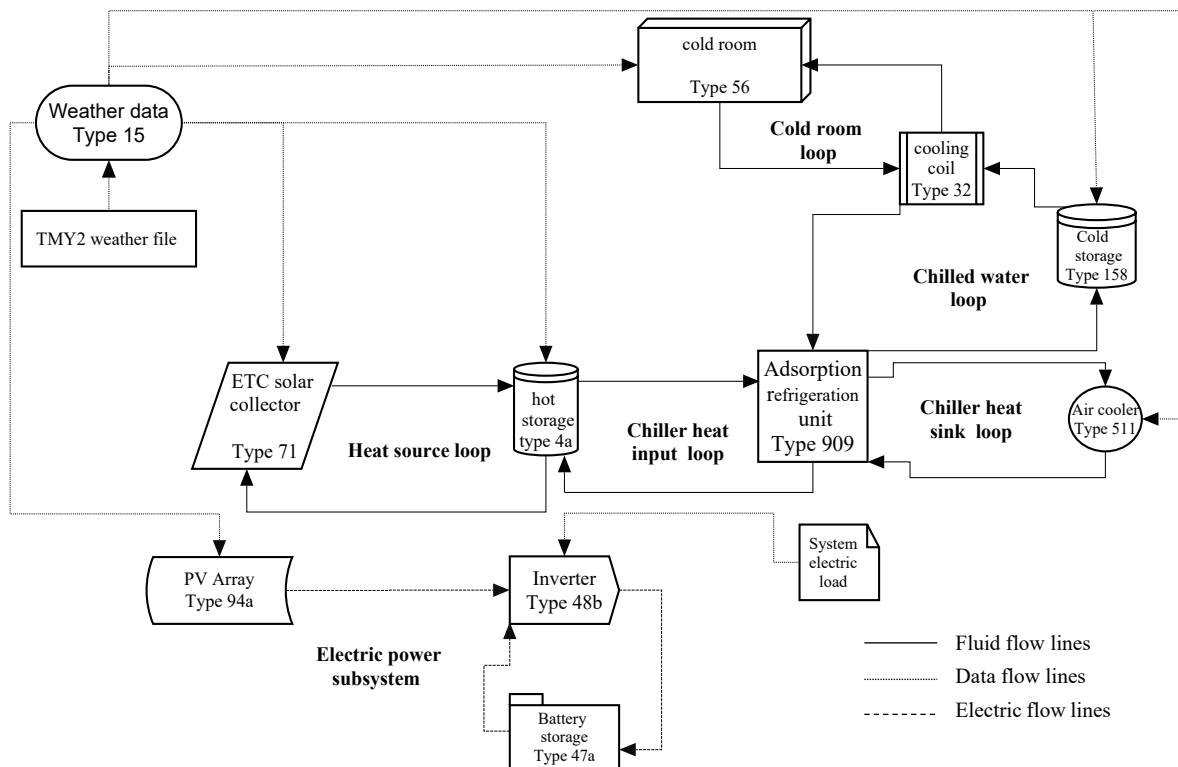 cold room
Type 56
Weather data
Type 15
Cold room
loop
cooling
coil
Type 32
TMY2 weather file
Cold
storage
Type 158
Chilled water
loop
ETC solar
collector
Type 71
Heat source loop
hot
storage
type 4a
Chiller heat
input loop
Adsorption
refrigeration
unit
Type 909
Chiller heat
sink loop
Air cooler
Type 511
PV Array
Type 94a
Inverter
Type 48b
System
electric
load
Electric power
subsystem
Battery
storage
Type 47a
Fluid flow lines
Data flow lines
Electric flow lines